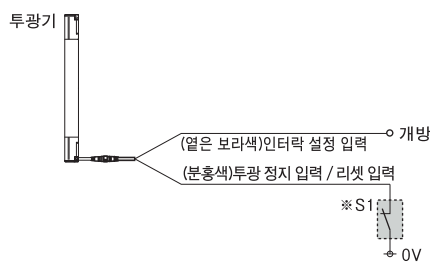 투광기
개방
(옅은 보라색)인터락 설정 입력
(분홍색)투광 정지 입력 / 리셋 입력
※S1
0V